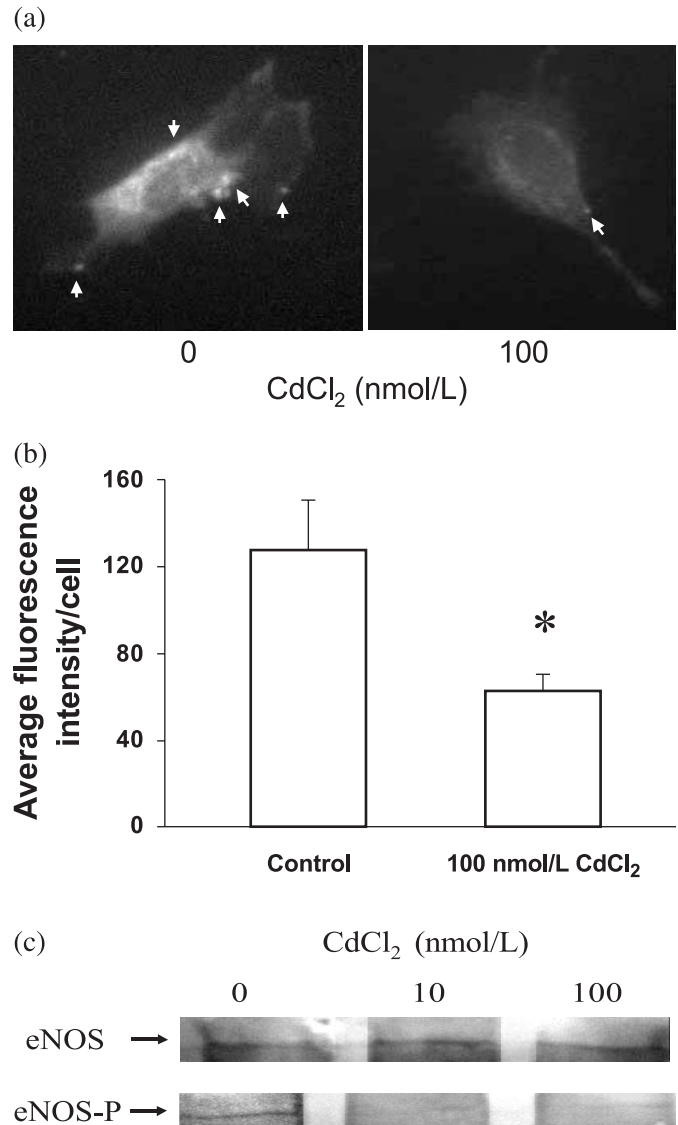 (a)
0 100
CdCl₂ (nmol/L)
(b)
Average fluorescence
intensity/cell
160
120
80
40
0
*
Control 100 nmol/L CdCl₂
(c)
CdCl₂ (nmol/L)
0 10 100
eNOS
eNOS-P